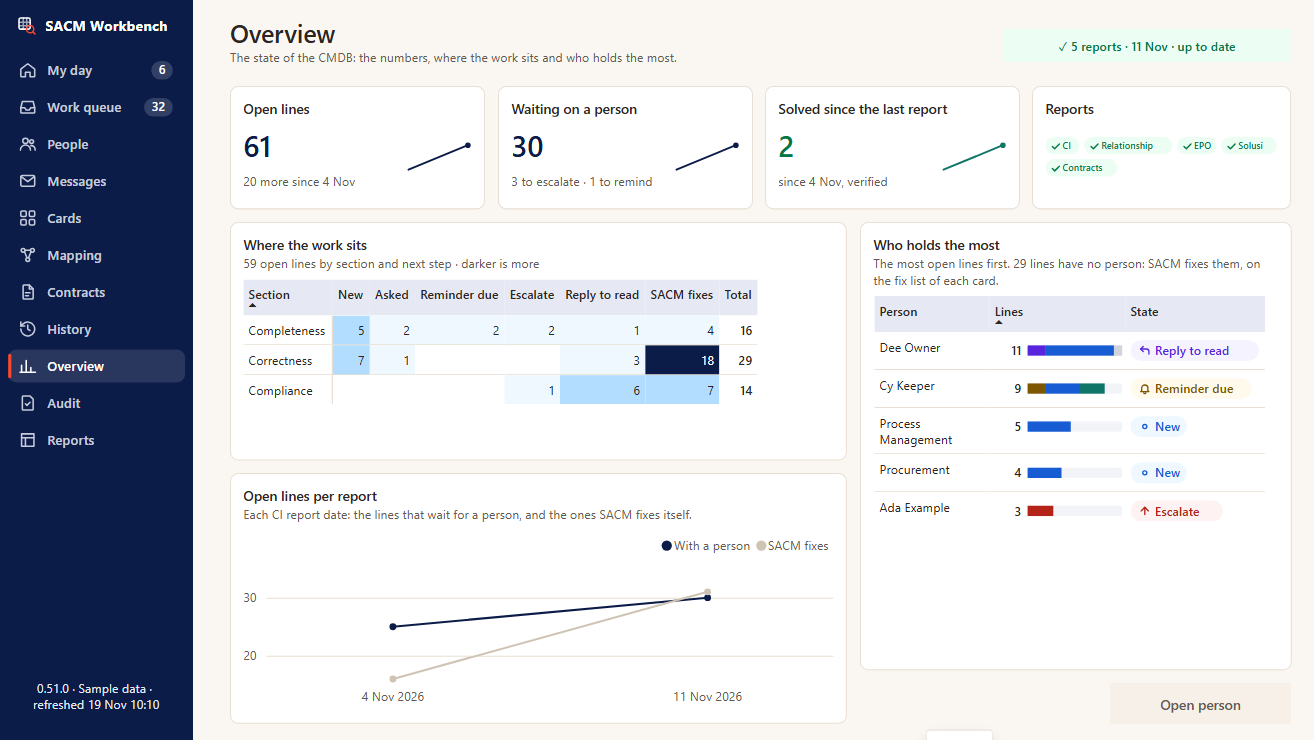 SACM Workbench
My day 6
Work queue 32
People
Messages
Cards
Mapping
Contracts
History
Overview
Audit
Reports
0.51.0 · Sample data ·
refreshed 19 Nov 10:10
Overview
The state of the CMDB: the numbers, where the work sits and who holds the most.
✓ 5 reports · 11 Nov · up to date
Open lines
61
20 more since 4 Nov
Waiting on a person
30
3 to escalate · 1 to remind
Solved since the last report
2
since 4 Nov, verified
Reports
✓ CI ✓ Relationship ✓ EPO ✓ Solusi
✓ Contracts
Where the work sits
59 open lines by section and next step · darker is more
Section New Asked Reminder due Escalate Reply to read SACM fixes Total
Completeness 5 2 2 2 1 4 16
Correctness 7 1 3 18 29
Compliance 1 6 7 14
Open lines per report
Each CI report date: the lines that wait for a person, and the ones SACM fixes itself.
With a person SACM fixes
30
20
4 Nov 2026 11 Nov 2026
Who holds the most
The most open lines first. 29 lines have no person: SACM fixes them, on
the fix list of each card.
Person Lines State
Dee Owner 11 Reply to read
Cy Keeper 9 Reminder due
Process
Management 5 New
Procurement 4 New
Ada Example 3 Escalate
Open person